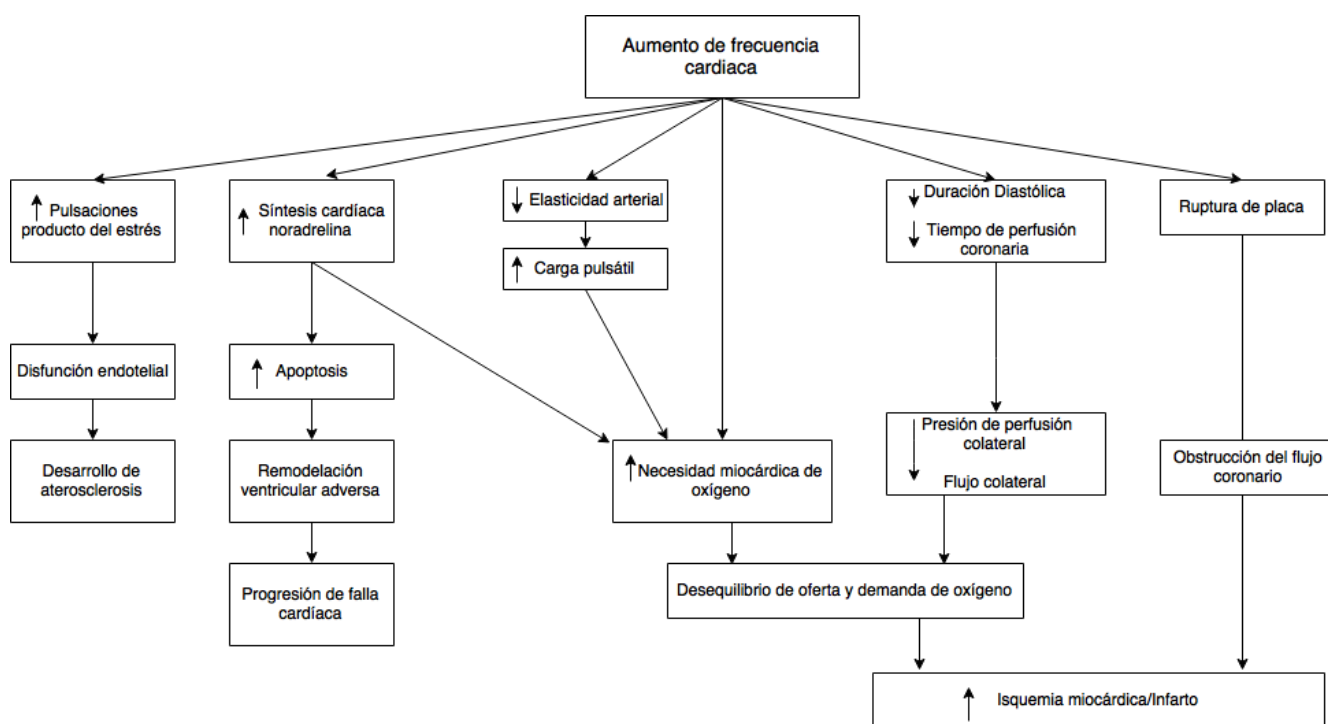 Aumento de frecuencia
cardiaca
Pulsaciones
producto del estrés
Síntesis cardíaca
noradrelina
Elasticidad arterial
Carga pulsátil
Duración Diastólica
Tiempo de perfusión
coronaria
Ruptura de placa
Disfunción endotelial
Apoptosis
Presión de perfusión
colateral
Flujo colateral
Desarrollo de
aterosclerosis
Remodelación
ventricular adversa
Necesidad miocárdica de
oxígeno
Obstrucción del flujo
coronario
Progresión de falla
cardíaca
Desequilibrio de oferta y demanda de oxígeno
Isquemia miocárdica/Infarto